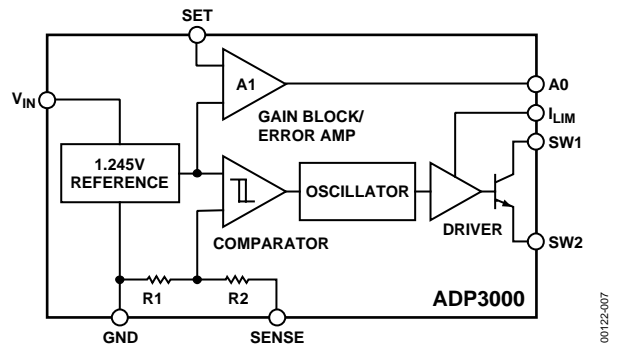 SET
A1
A0
VIN
GAIN BLOCK/
ERROR AMP
ILIM
SW1
1.245V
REFERENCE
OSCILLATOR
DRIVER
COMPARATOR
SW2
R1
R2
ADP3000
GND
SENSE
00122-007